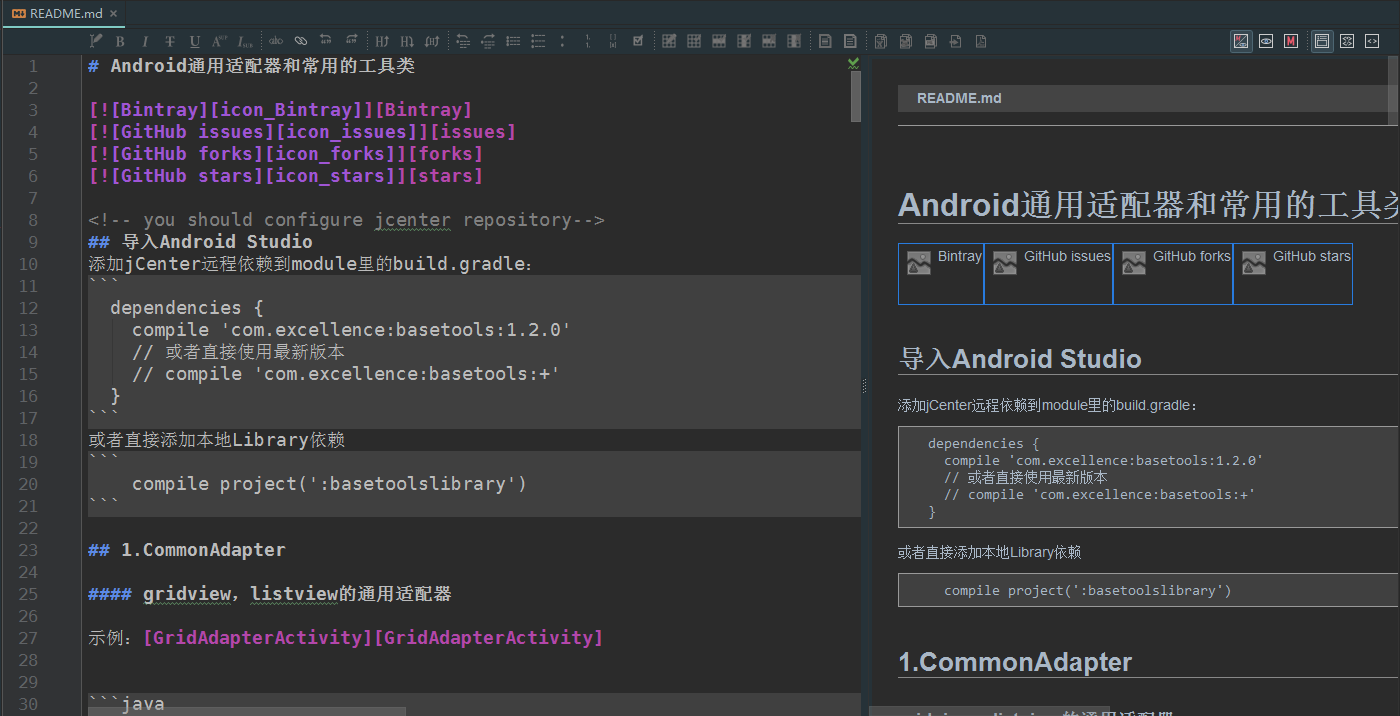 README.md
1 # Android通用适配器和常用的工具类
2
3 [![Bintray][icon_Bintray]][Bintray]
4 [![GitHub issues][icon_issues]][issues]
5 [![GitHub forks][icon_forks]][forks]
6 [![GitHub stars][icon_stars]][stars]
7
8 <!-- you should configure jcenter repository-->
9 ## 导入Android Studio
10 添加jCenter远程依赖到module里的build.gradle：
11 ```
12 dependencies {
13 compile 'com.excellence:basetools:1.2.0'
14 // 或者直接使用最新版本
15 // compile 'com.excellence:basetools:+'
16 }
17 ```
18 或者直接添加本地Library依赖
19 ```
20 compile project(':basetoolslibrary')
21 ```
22
23 ## 1.CommonAdapter
24
25 #### gridview，listview的通用适配器
26
27 示例：[GridAdapterActivity][GridAdapterActivity]
28
29
30 ```java
README.md
Android通用适配器和常用的工具类
Bintray GitHub issues GitHub forks GitHub stars
导入Android Studio
添加jCenter远程依赖到module里的build.gradle：
dependencies {
compile 'com.excellence:basetools:1.2.0'
// 或者直接使用最新版本
// compile 'com.excellence:basetools:+'
}
或者直接添加本地Library依赖
compile project(':basetoolslibrary')
1.CommonAdapter